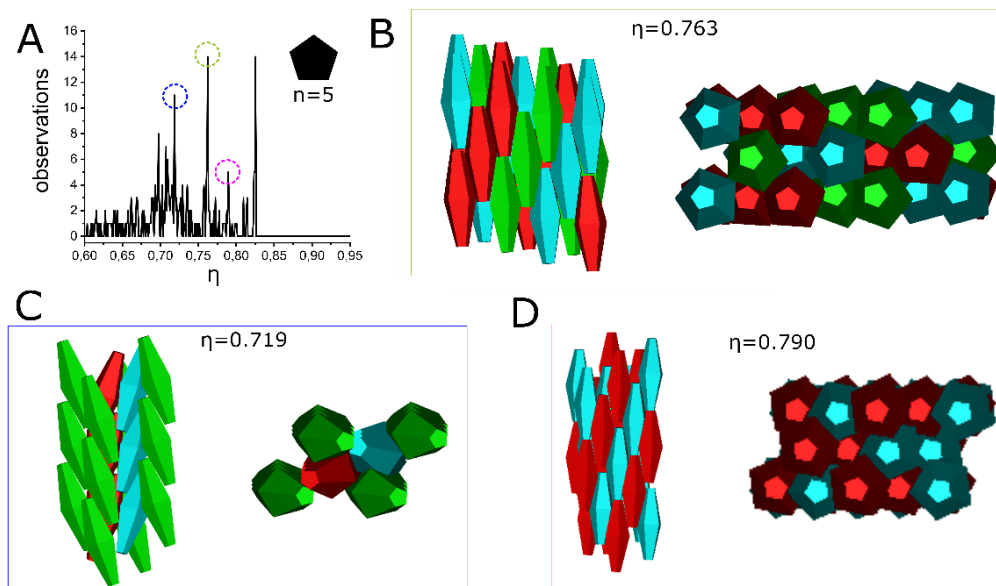 A
16
14
12
10
8
6
4
2
0
observations
n=5
0,60 0,65 0,70 0,75 0,80 0,85 0,90 0,95
η
B
η=0.763
C
η=0.719
D
η=0.790